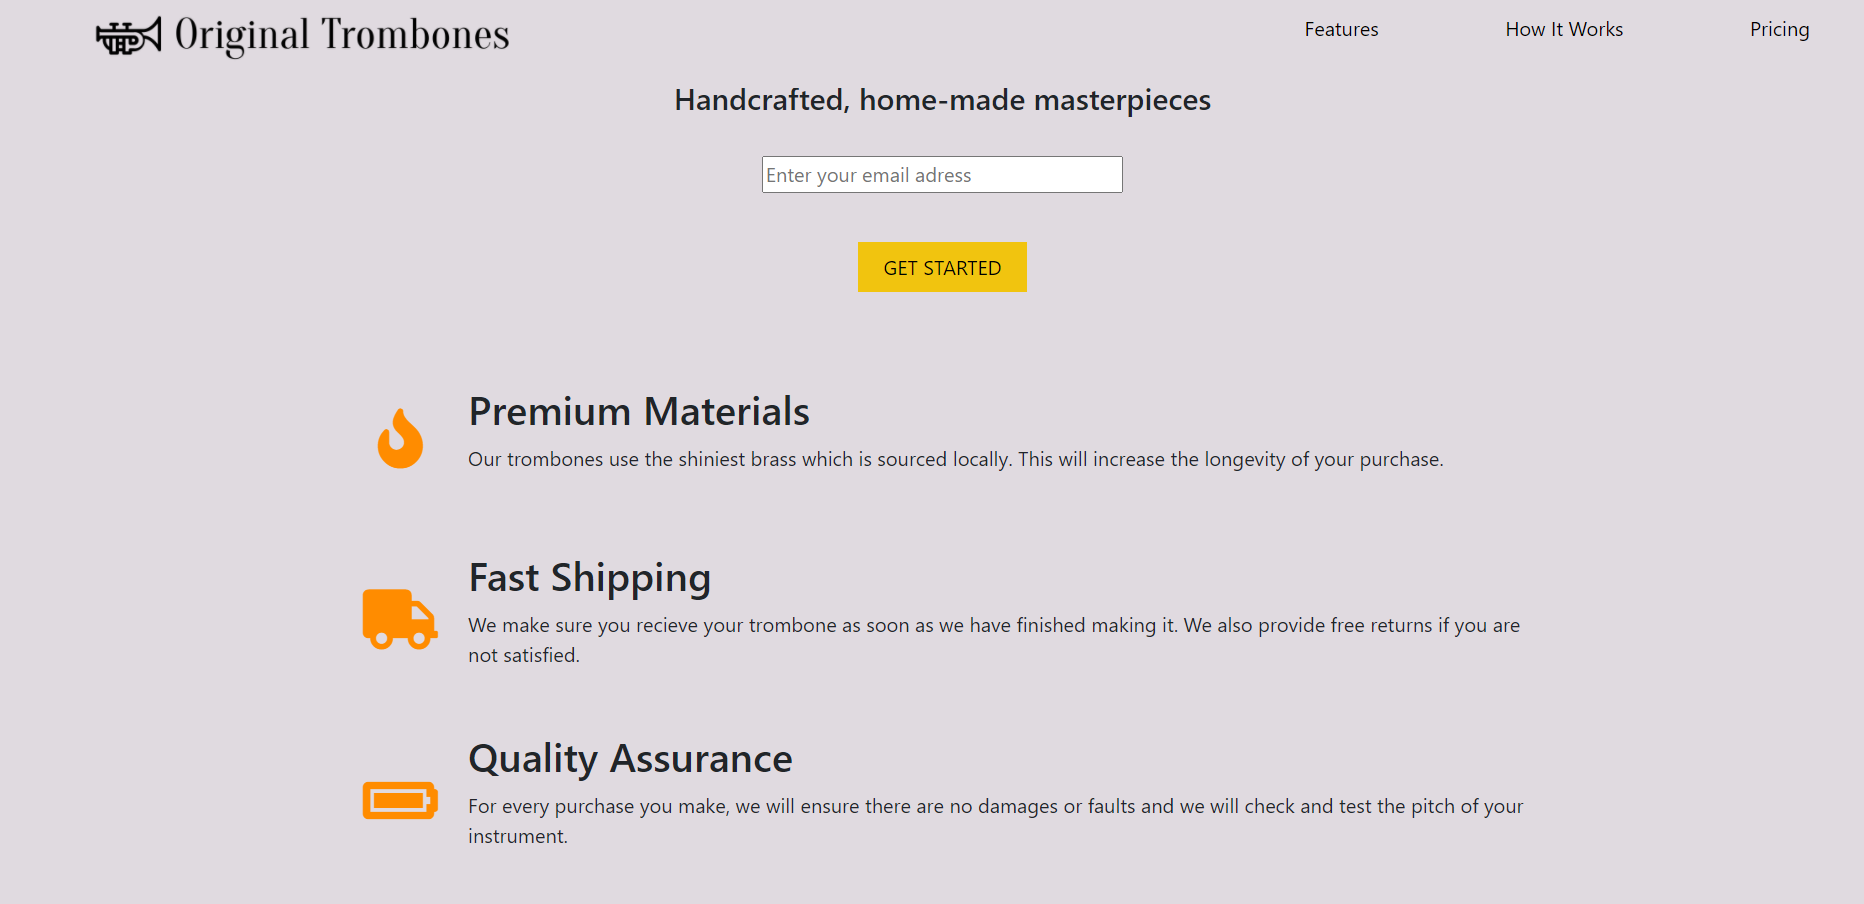 Original Trombones
Features
How It Works
Pricing
Handcrafted, home-made masterpieces
Enter your email adress
GET STARTED
Premium Materials
Our trombones use the shiniest brass which is sourced locally. This will increase the longevity of your purchase.
Fast Shipping
We make sure you recieve your trombone as soon as we have finished making it. We also provide free returns if you are
not satisfied.
Quality Assurance
For every purchase you make, we will ensure there are no damages or faults and we will check and test the pitch of your
instrument.